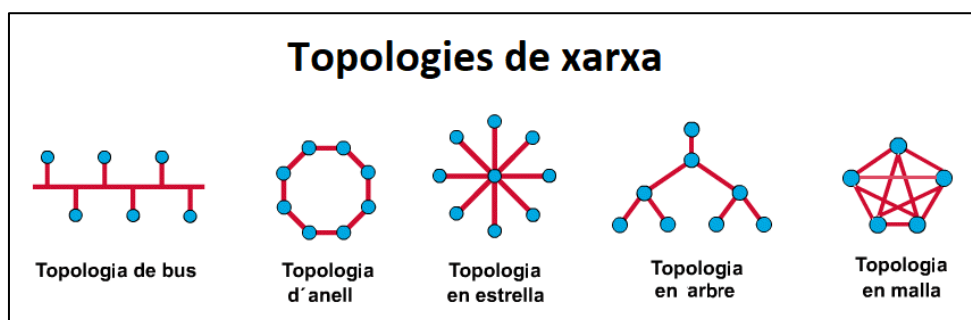 Topologies de xarxa
Topologia de bus
Topologia
d´anell
Topologia
en estrella
Topologia
en arbre
Topologia
en malla